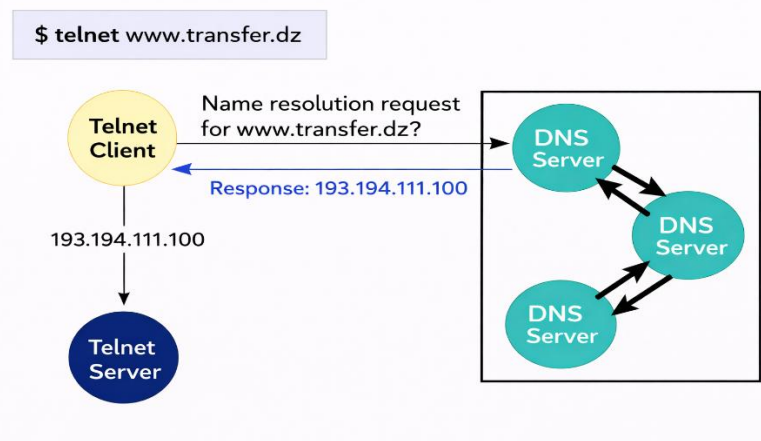 $ telnet www.transfer.dz
Name resolution request
for www.transfer.dz?
Telnet
Client
DNS
Server
Response: 193.194.111.100
DNS
Server
193.194.111.100
DNS
Server
Telnet
Server